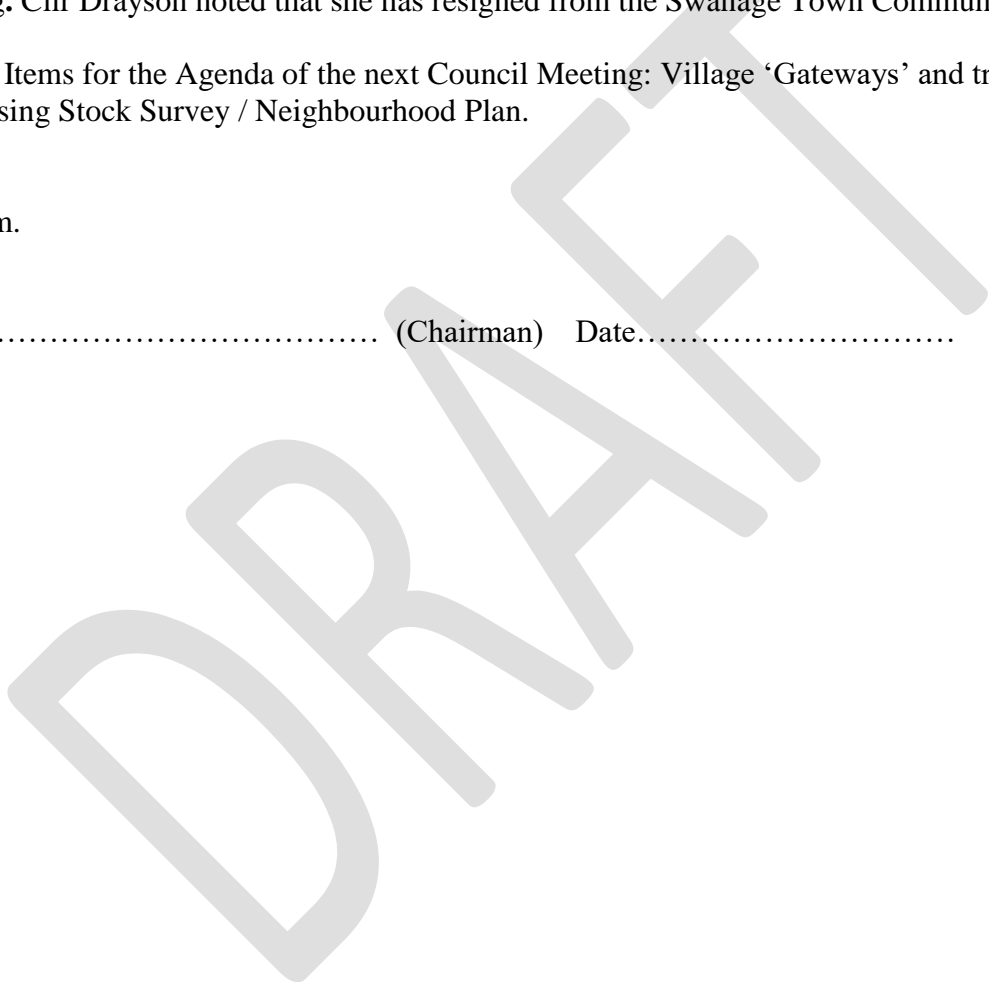 g. Cllr Drayson noted that she has resigned from the Swanage Town Commun
Items for the Agenda of the next Council Meeting: Village ‘Gateways’ and tr
sing Stock Survey / Neighbourhood Plan.
m.
……………………………… (Chairman) Date…………………………
DRAFT